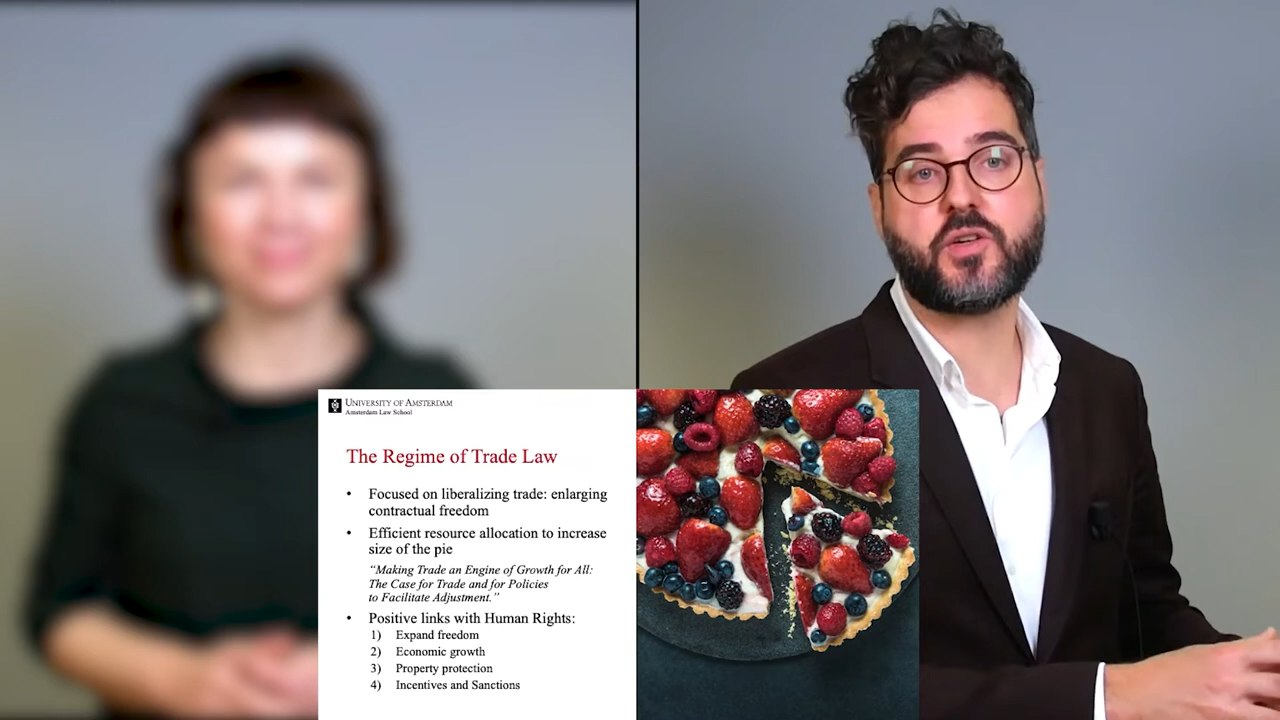 UNIVERSITY OF AMSTERDAM
Amsterdam Law School
The Regime of Trade Law
• Focused on liberalizing trade: enlarging
contractual freedom
• Efficient resource allocation to increase
size of the pie
“Making Trade an Engine of Growth for All:
The Case for Trade and for Policies
to Facilitate Adjustment.”
• Positive links with Human Rights:
1) Expand freedom
2) Economic growth
3) Property protection
4) Incentives and Sanctions